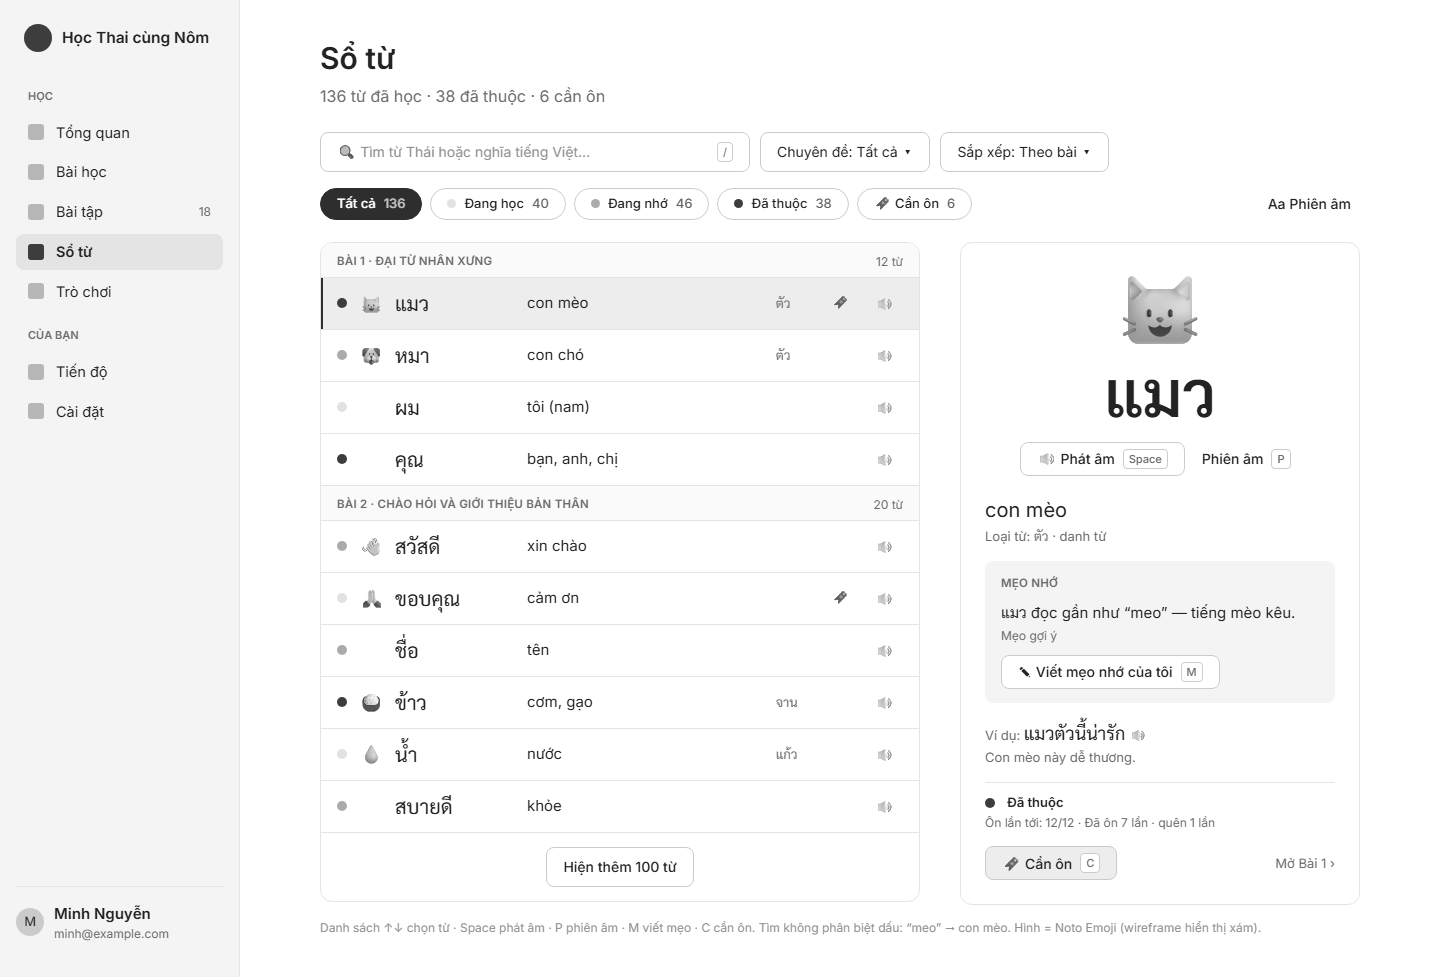 Học Thai cùng Nôm
HỌC
Tổng quan
Bài học
Bài tập 18
Sổ từ
Trò chơi
CỦA BẠN
Tiến độ
Cài đặt
M Minh Nguyễn
minh@example.com
Sổ từ
136 từ đã học · 38 đã thuộc · 6 cần ôn
Tìm từ Thái hoặc nghĩa tiếng Việt... /
Chuyên đề: Tất cả ▾
Sắp xếp: Theo bài ▾
Tất cả 136
Đang học 40
Đang nhớ 46
Đã thuộc 38
Cần ôn 6
Aa Phiên âm
BÀI 1 · ĐẠI TỪ NHÂN XƯNG 12 từ
แมว con mèo ตัว
หมา con chó ตัว
ผม tôi (nam)
คุณ bạn, anh, chị
BÀI 2 · CHÀO HỎI VÀ GIỚI THIỆU BẢN THÂN 20 từ
สวัสดี xin chào
ขอบคุณ cảm ơn
ชื่อ tên
ข้าว cơm, gạo จาน
น้ำ nước แก้ว
สบายดี khỏe
Hiện thêm 100 từ
แมว
Phát âm Space Phiên âm P
con mèo
Loại từ: ตัว · danh từ
MẸO NHỚ
แมว đọc gần như “meo” — tiếng mèo kêu.
Mẹo gợi ý
Viết mẹo nhớ của tôi M
Ví dụ: แมวตัวนี้น่ารัก
Con mèo này dễ thương.
Đã thuộc
Ôn lần tới: 12/12 · Đã ôn 7 lần · quên 1 lần
Cần ôn C
Mở Bài 1 ›
Danh sách ↑↓ chọn từ · Space phát âm · P phiên âm · M viết mẹo · C cần ôn. Tìm không phân biệt dấu: “meo” → con mèo. Hình = Noto Emoji (wireframe hiển thị xám).